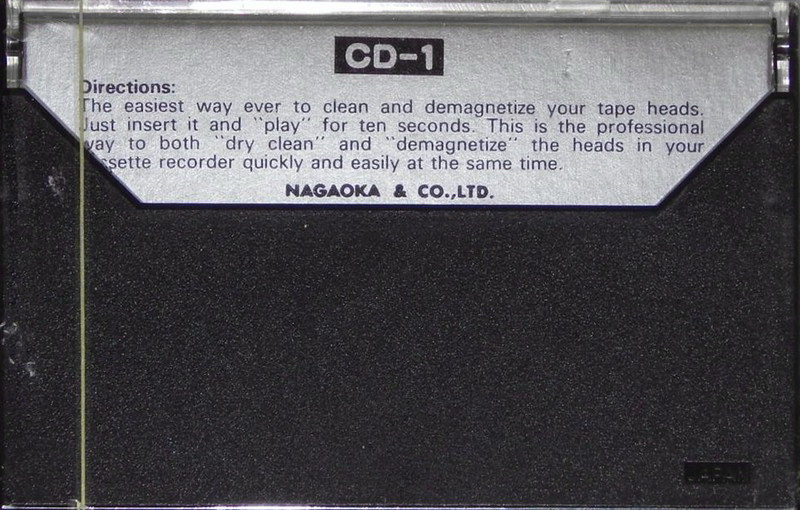 CD-1
Directions:
The easiest way ever to clean and demagnetize your tape heads.
Just insert it and "play" for ten seconds. This is the professional
way to both "dry clean" and "demagnetize" the heads in your
cassette recorder quickly and easily at the same time.
NAGAOKA & CO.,LTD.
JAPAN